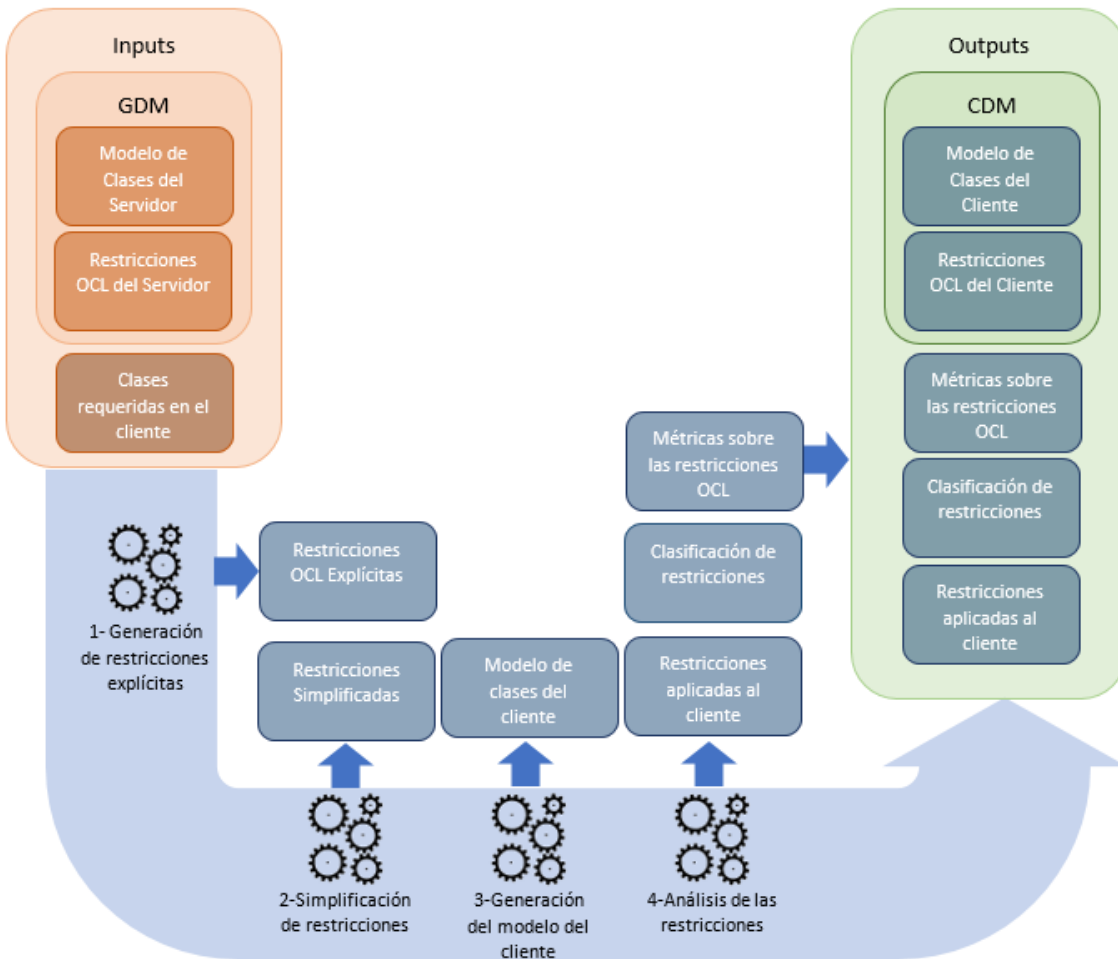 Inputs
GDM
Modelo de
Clases del
Servidor
Restricciones
OCL del Servidor
Clases
requeridas en el
cliente
1- Generación
de restricciones
explícitas
Restricciones
OCL Explícitas
Restricciones
Simplificadas
2-Simplificación
de restricciones
Modelo de
clases del
cliente
3-Generación
del modelo del
cliente
Métricas sobre
las restricciones
OCL
Clasificación de
restricciones
Restricciones
aplicadas al
cliente
4-Análisis de las
restricciones
Outputs
CDM
Modelo de
Clases del
Cliente
Restricciones
OCL del Cliente
Métricas sobre
las restricciones
OCL
Clasificación de
restricciones
Restricciones
aplicadas al
cliente